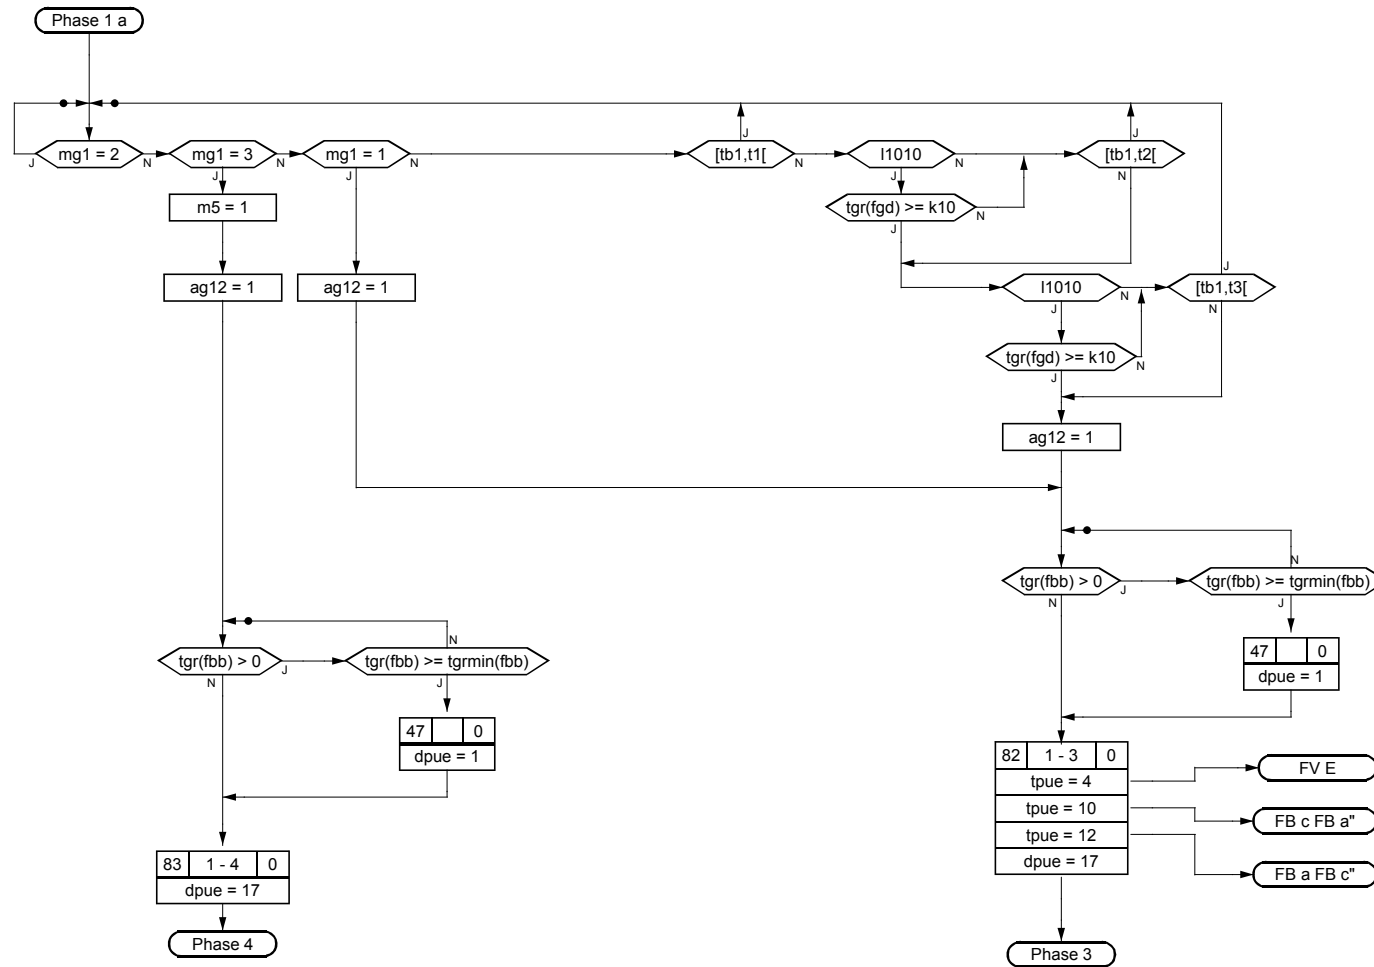 Phase 1 a
mg1 = 2
J
N
mg1 = 3
N
J
mg1 = 1
N
J
[tb1,t1[
J
N
l1010
N
J
[tb1,t2[
J
N
m5 = 1
tgr(fgd) >= k10
N
J
ag12 = 1
ag12 = 1
l1010
N
J
[tb1,t3[
J
N
tgr(fgd) >= k10
N
J
ag12 = 1
tgr(fbb) > 0
J
N
tgr(fbb) >= tgrmin(fbb)
N
J
47 0
dpue = 1
tgr(fbb) > 0
J
N
tgr(fbb) >= tgrmin(fbb)
N
J
47 0
dpue = 1
82 1 - 3 0
tpue = 4
tpue = 10
tpue = 12
dpue = 17
FV E
FB c FB a"
FB a FB c"
83 1 - 4 0
dpue = 17
Phase 4
Phase 3